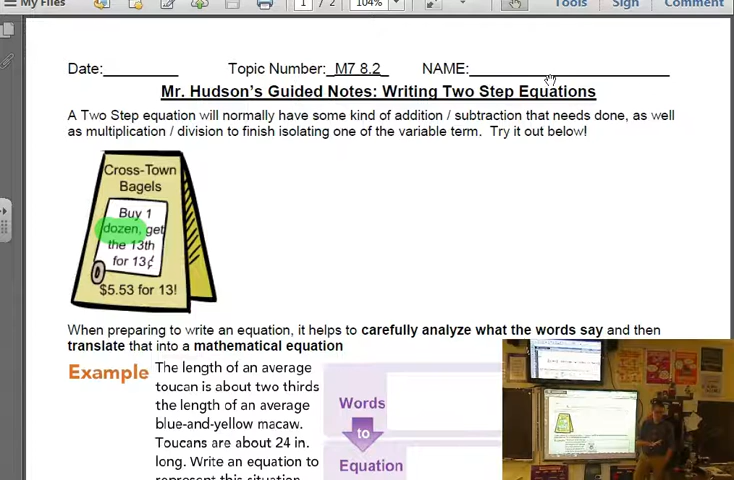 My Files
1 / 2
104%
Tools Sign Comment
Date:_________ Topic Number:_M7 8.2_ NAME:________________________
Mr. Hudson's Guided Notes: Writing Two Step Equations
A Two Step equation will normally have some kind of addition / subtraction that needs done, as well
as multiplication / division to finish isolating one of the variable term. Try it out below!
Cross-Town
Bagels
Buy 1
dozen, get
the 13th
for 13¢
$5.53 for 13!
When preparing to write an equation, it helps to carefully analyze what the words say and then
translate that into a mathematical equation
Example
The length of an average
toucan is about two thirds
the length of an average
blue-and-yellow macaw.
Toucans are about 24 in.
long. Write an equation to
represent this situation.
Words
to
Equation